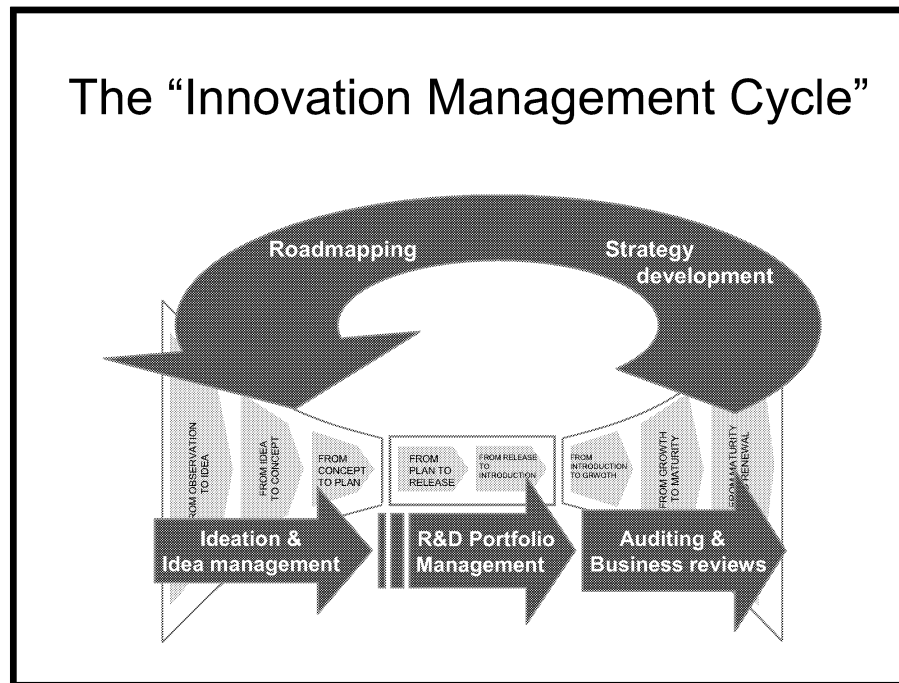 The “Innovation Management Cycle”
Roadmapping
Strategy
development
FROM OBSERVATION
TO IDEA
FROM IDEA
TO CONCEPT
FROM
CONCEPT
TO PLAN
FROM
PLAN TO
RELEASE
FROM RELEASE
TO
INTRODUCTION
FROM
INTRODUCTION
TO GRWOTH
FROM GROWTH
TO MATURITY
FROM MATURITY
RENEWAL
Ideation &
Idea management
R&D Portfolio
Management
Auditing &
Business reviews